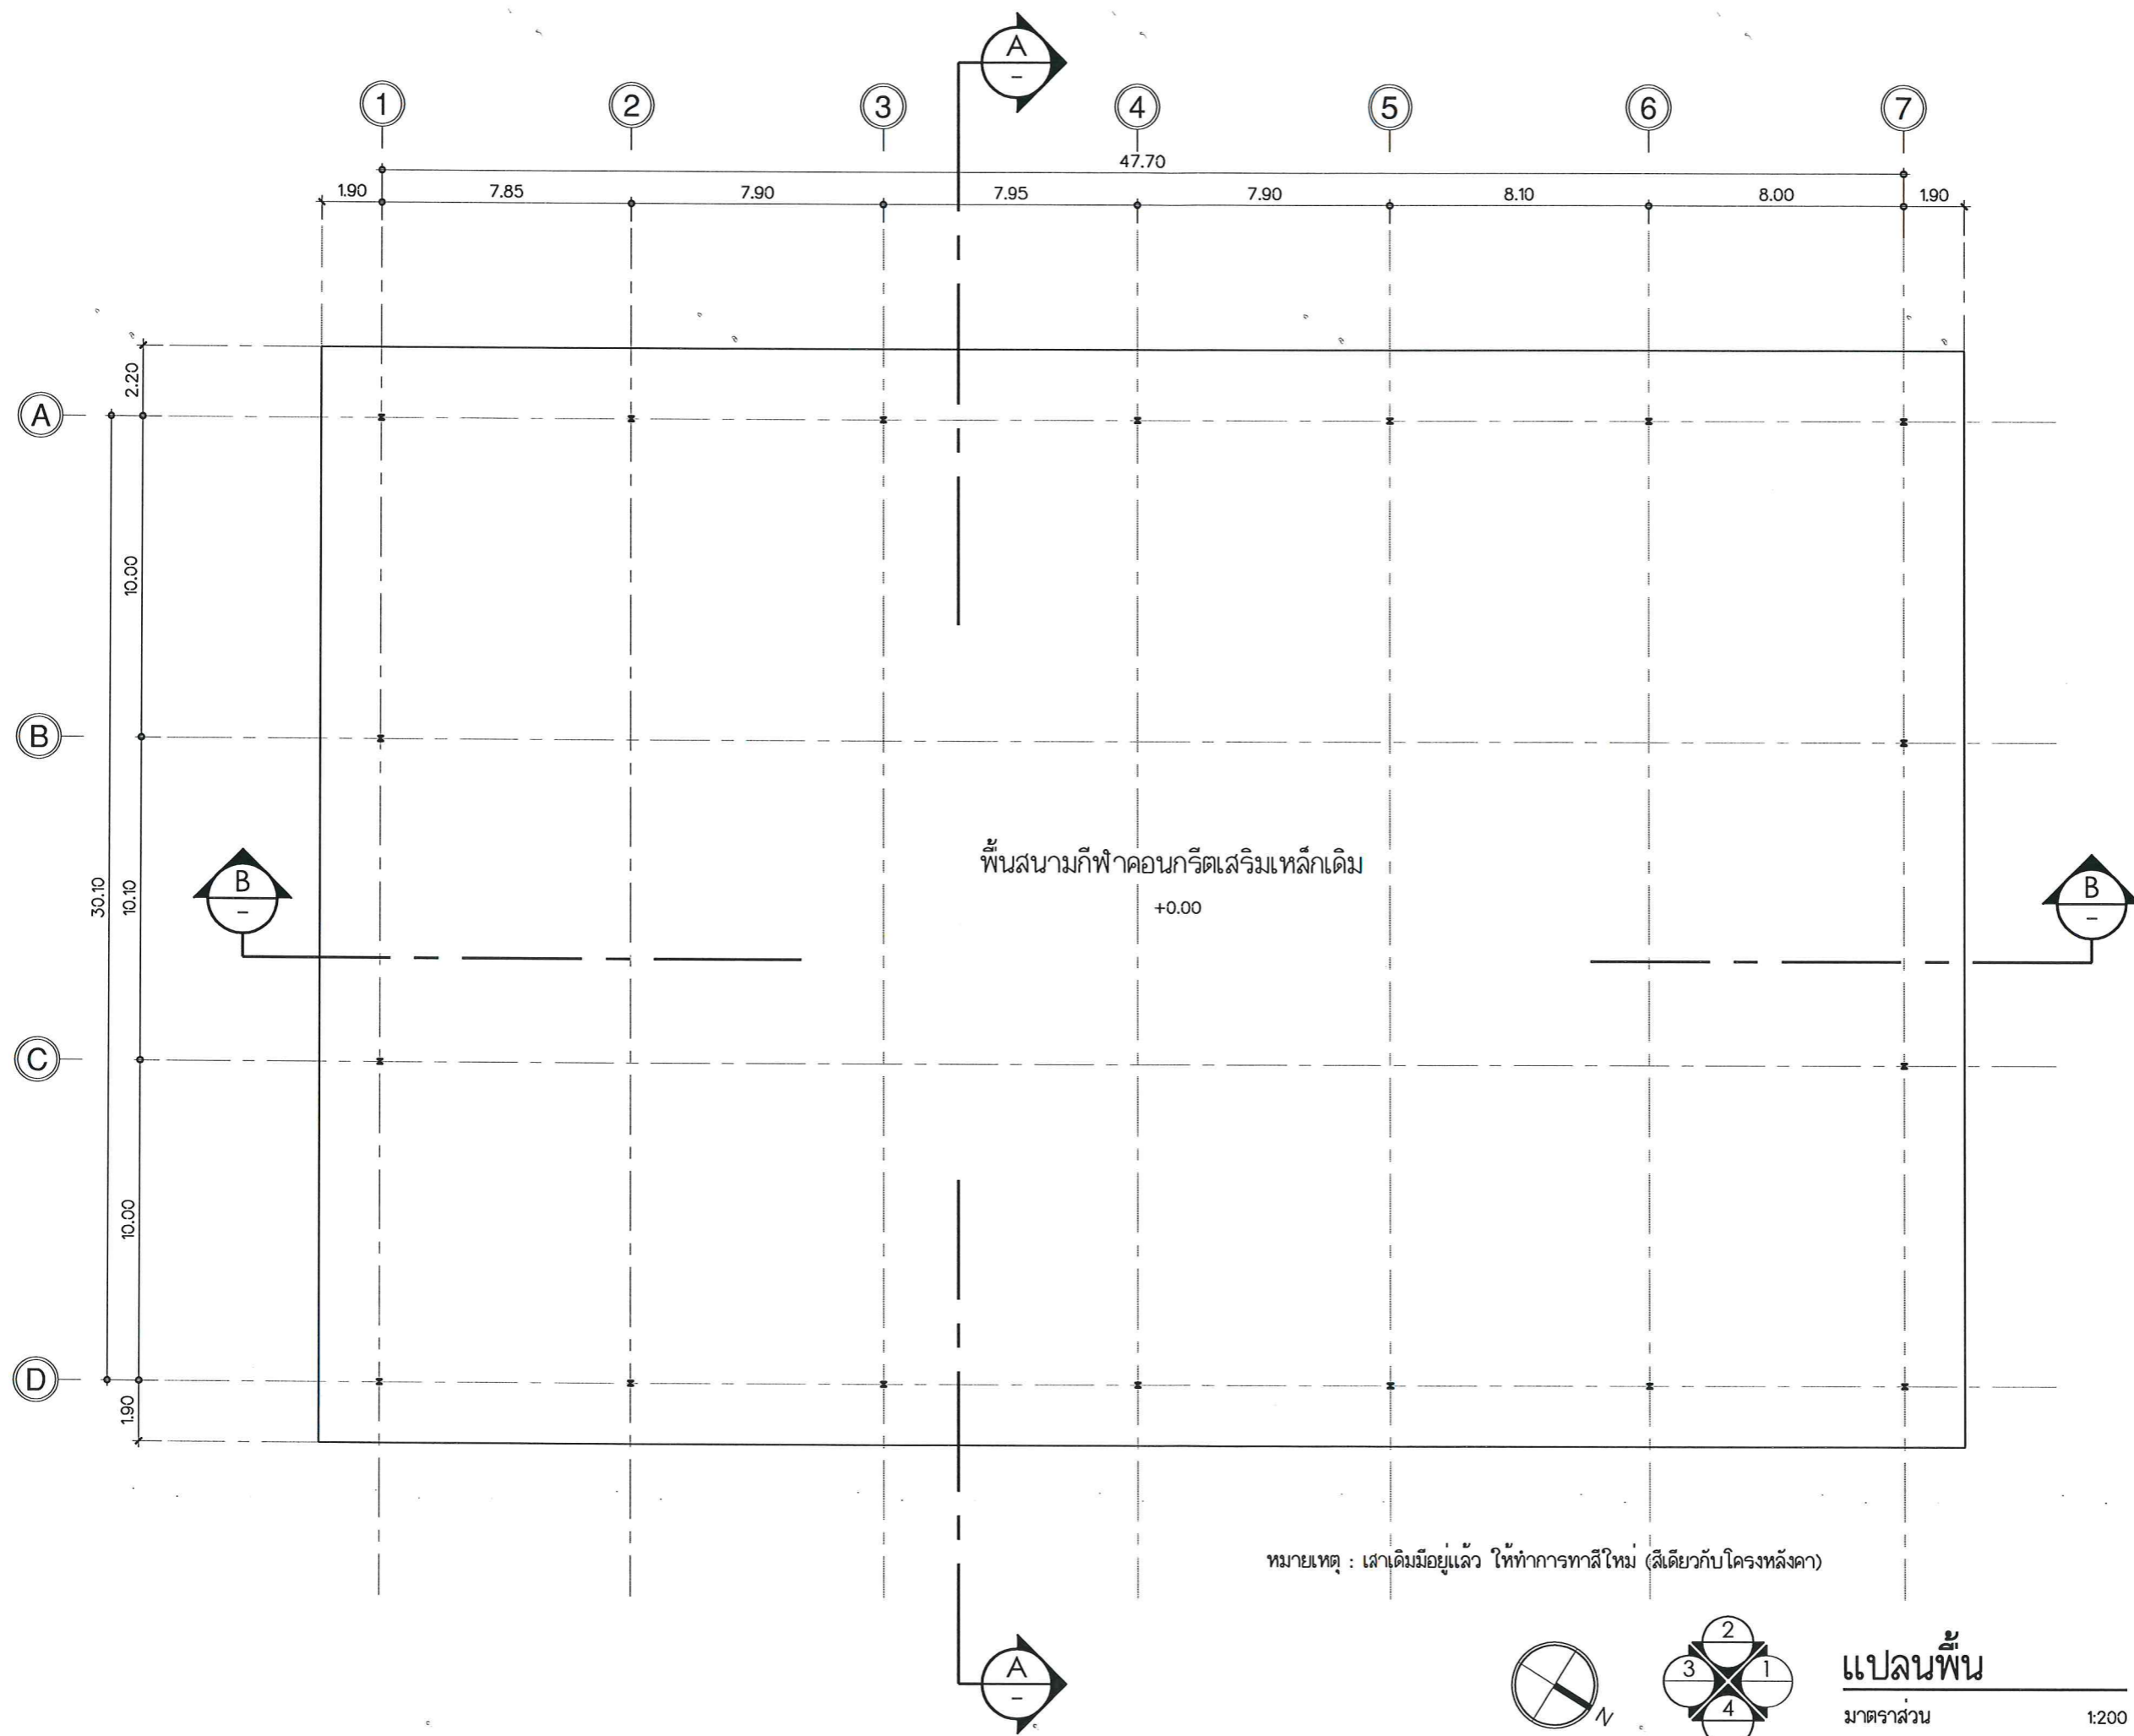 A
-
1 2 3 4 5 6 7
47.70
1.90 7.85 7.90 7.95 7.90 8.10 8.00 1.90
2.20
A
10.00
B
พื้นสนามกีฬาคอนกรีตเสริมเหล็กเดิม
+0.00
B
-
B
-
30.10
10.10
C
10.00
D
1.90
หมายเหตุ : เสาเดิมมีอยู่แล้ว ให้ทำการทาสีใหม่ (สีเดียวกับโครงหลังคา)
A
-
N
2
3 1
4
แปลนพื้น
มาตราส่วน 1:200